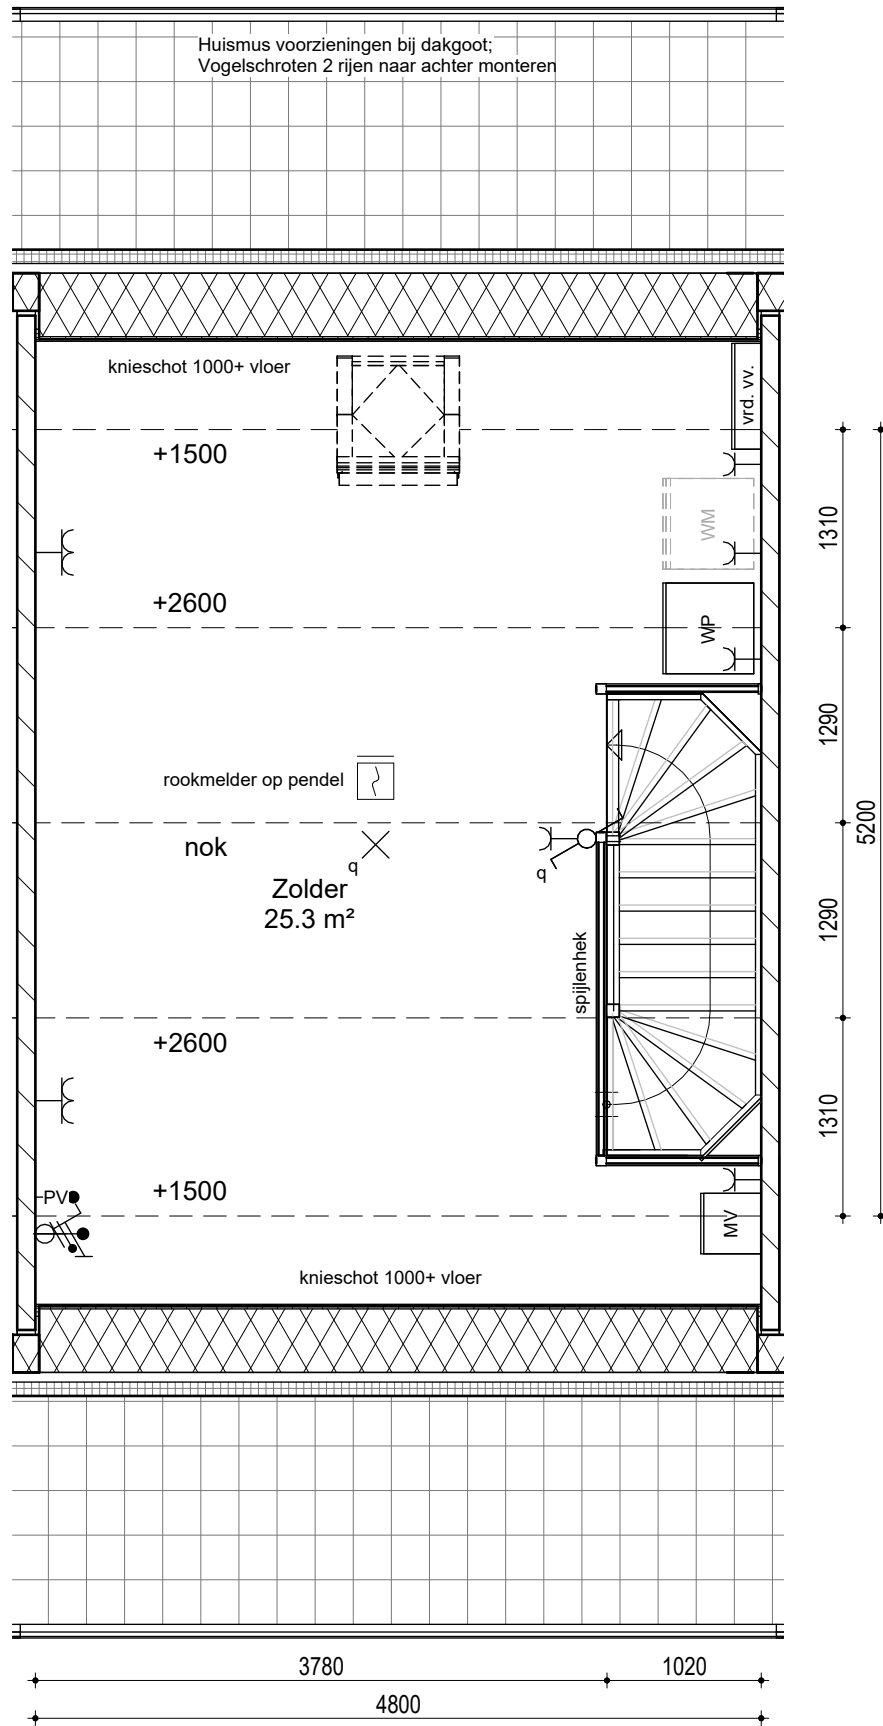 Huismus voorzieningen bij dakgoot;
Vogelschroten 2 rijen naar achter monteren
knieschot 1000+ vloer
vrd. vv.
+1500
WM
1310
+2600
WP
1290
rookmelder op pendel
nok
q
q
5200
Zolder
25.3 m²
1290
spijlenhek
+2600
1310
+1500
PV
MV
knieschot 1000+ vloer
3780
1020
4800